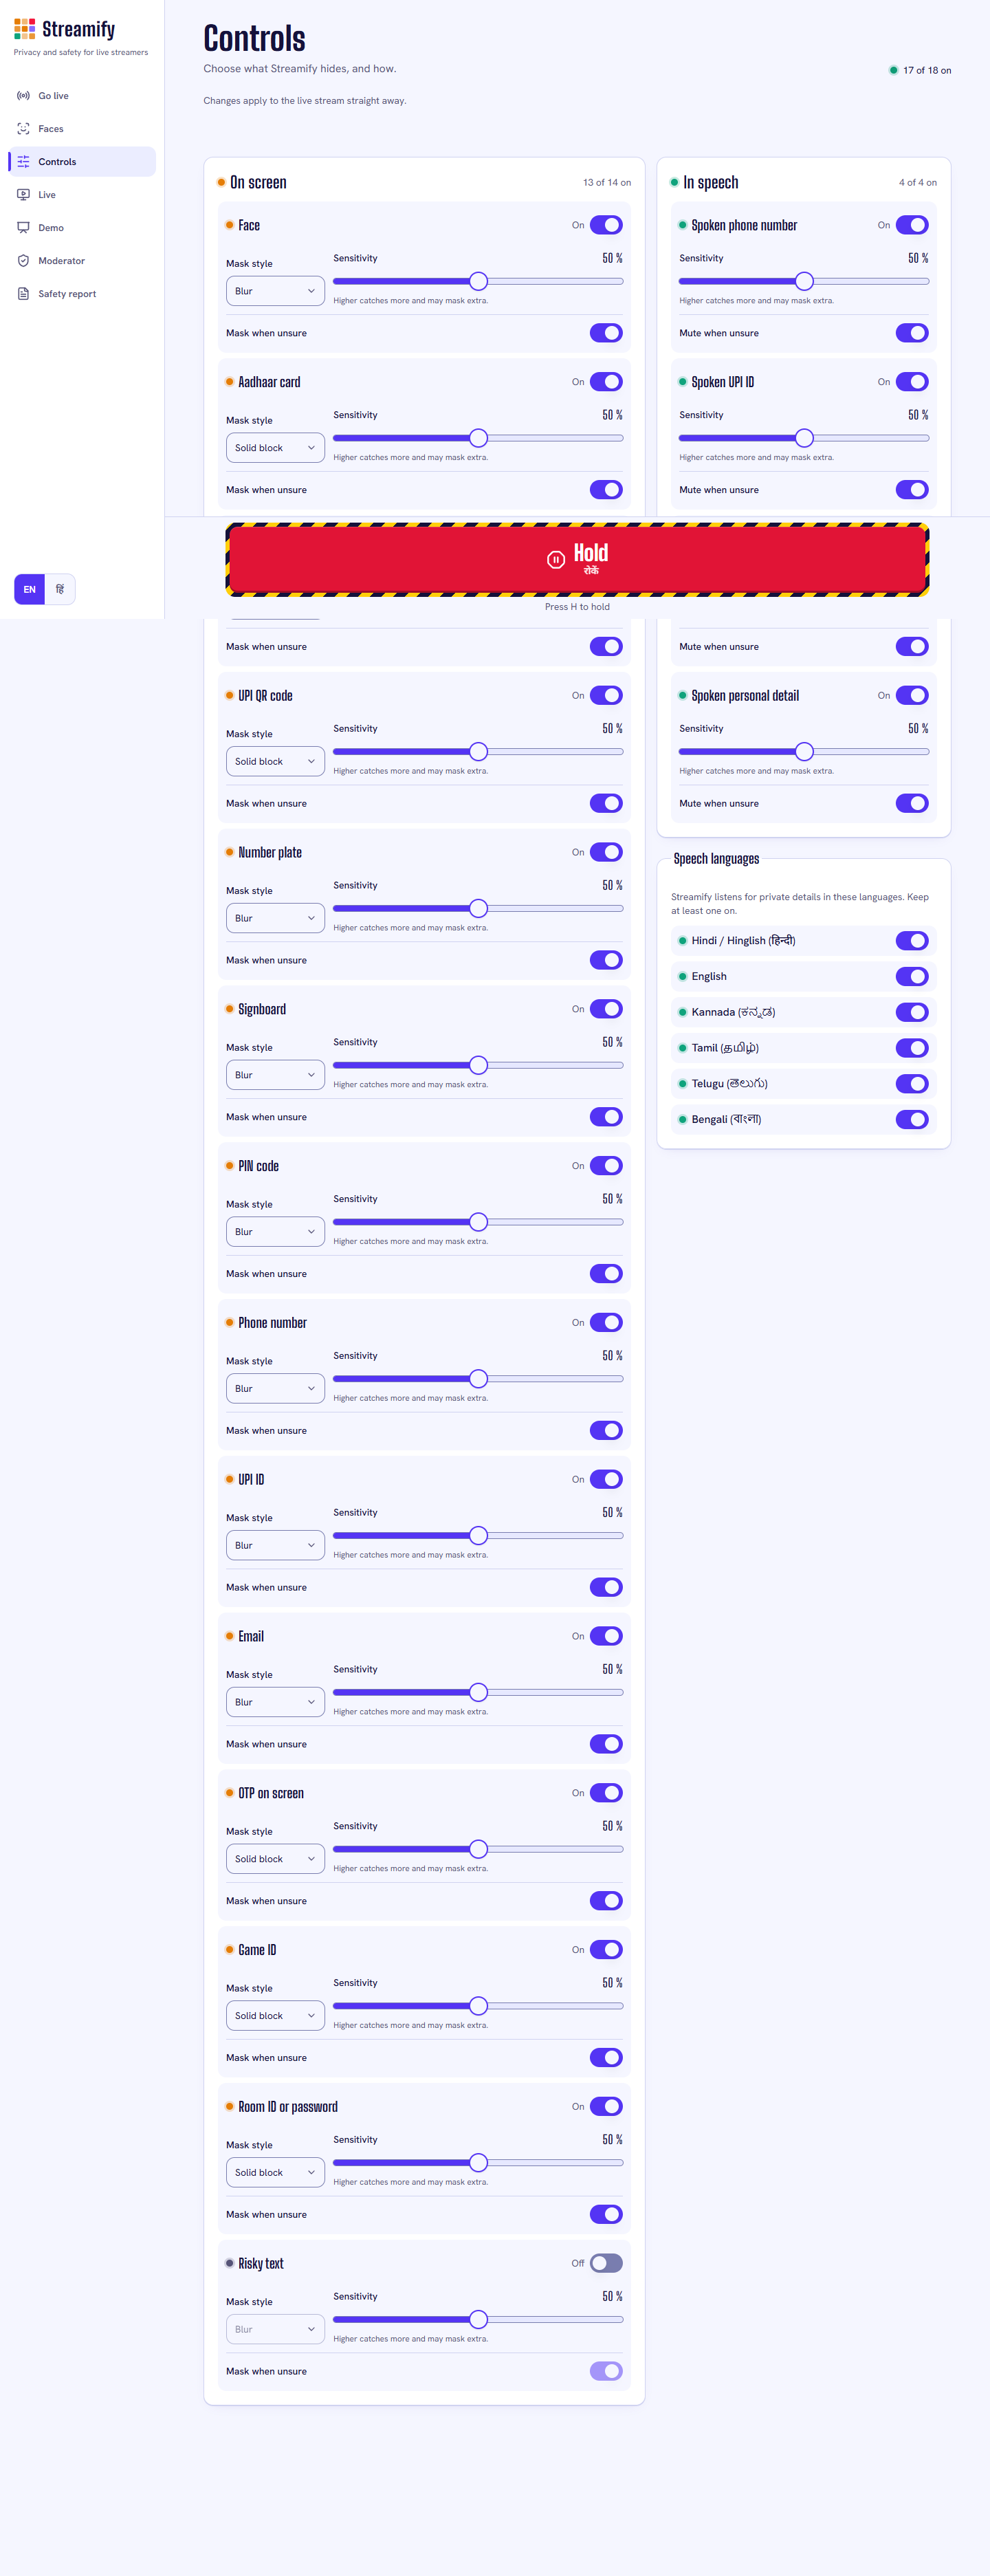 Streamify
Privacy and safety for live streamers
Go live
Faces
Controls
Live
Demo
Moderator
Safety report
EN
हिं
Controls
Choose what Streamify hides, and how.
17 of 18 on
Changes apply to the live stream straight away.
On screen
13 of 14 on
Face
On
Mask style
Blur
Sensitivity
50 %
Higher catches more and may mask extra.
Mask when unsure
Aadhaar card
On
Mask style
Solid block
Sensitivity
50 %
Higher catches more and may mask extra.
Mask when unsure
In speech
4 of 4 on
Spoken phone number
On
Sensitivity
50 %
Higher catches more and may mask extra.
Mute when unsure
Spoken UPI ID
On
Sensitivity
50 %
Higher catches more and may mask extra.
Mute when unsure
Hold
रोकें
Press H to hold
Mask when unsure
UPI QR code
On
Mask style
Solid block
Sensitivity
50 %
Higher catches more and may mask extra.
Mask when unsure
Number plate
On
Mask style
Blur
Sensitivity
50 %
Higher catches more and may mask extra.
Mask when unsure
Signboard
On
Mask style
Blur
Sensitivity
50 %
Higher catches more and may mask extra.
Mask when unsure
PIN code
On
Mask style
Blur
Sensitivity
50 %
Higher catches more and may mask extra.
Mask when unsure
Phone number
On
Mask style
Blur
Sensitivity
50 %
Higher catches more and may mask extra.
Mask when unsure
UPI ID
On
Mask style
Blur
Sensitivity
50 %
Higher catches more and may mask extra.
Mask when unsure
Email
On
Mask style
Blur
Sensitivity
50 %
Higher catches more and may mask extra.
Mask when unsure
OTP on screen
On
Mask style
Solid block
Sensitivity
50 %
Higher catches more and may mask extra.
Mask when unsure
Game ID
On
Mask style
Solid block
Sensitivity
50 %
Higher catches more and may mask extra.
Mask when unsure
Room ID or password
On
Mask style
Solid block
Sensitivity
50 %
Higher catches more and may mask extra.
Mask when unsure
Risky text
Off
Mask style
Blur
Sensitivity
50 %
Higher catches more and may mask extra.
Mask when unsure
Mute when unsure
Spoken personal detail
On
Sensitivity
50 %
Higher catches more and may mask extra.
Mute when unsure
Speech languages
Streamify listens for private details in these languages. Keep
at least one on.
Hindi / Hinglish (हिन्दी)
English
Kannada (ಕನ್ನಡ)
Tamil (தமிழ்)
Telugu (తెలుగు)
Bengali (বাংলা)